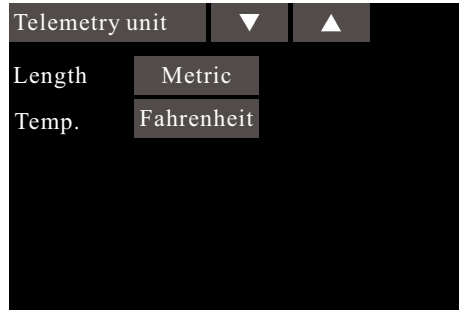 Telemetry unit ▼ ▲
Length Metric
Temp. Fahrenheit